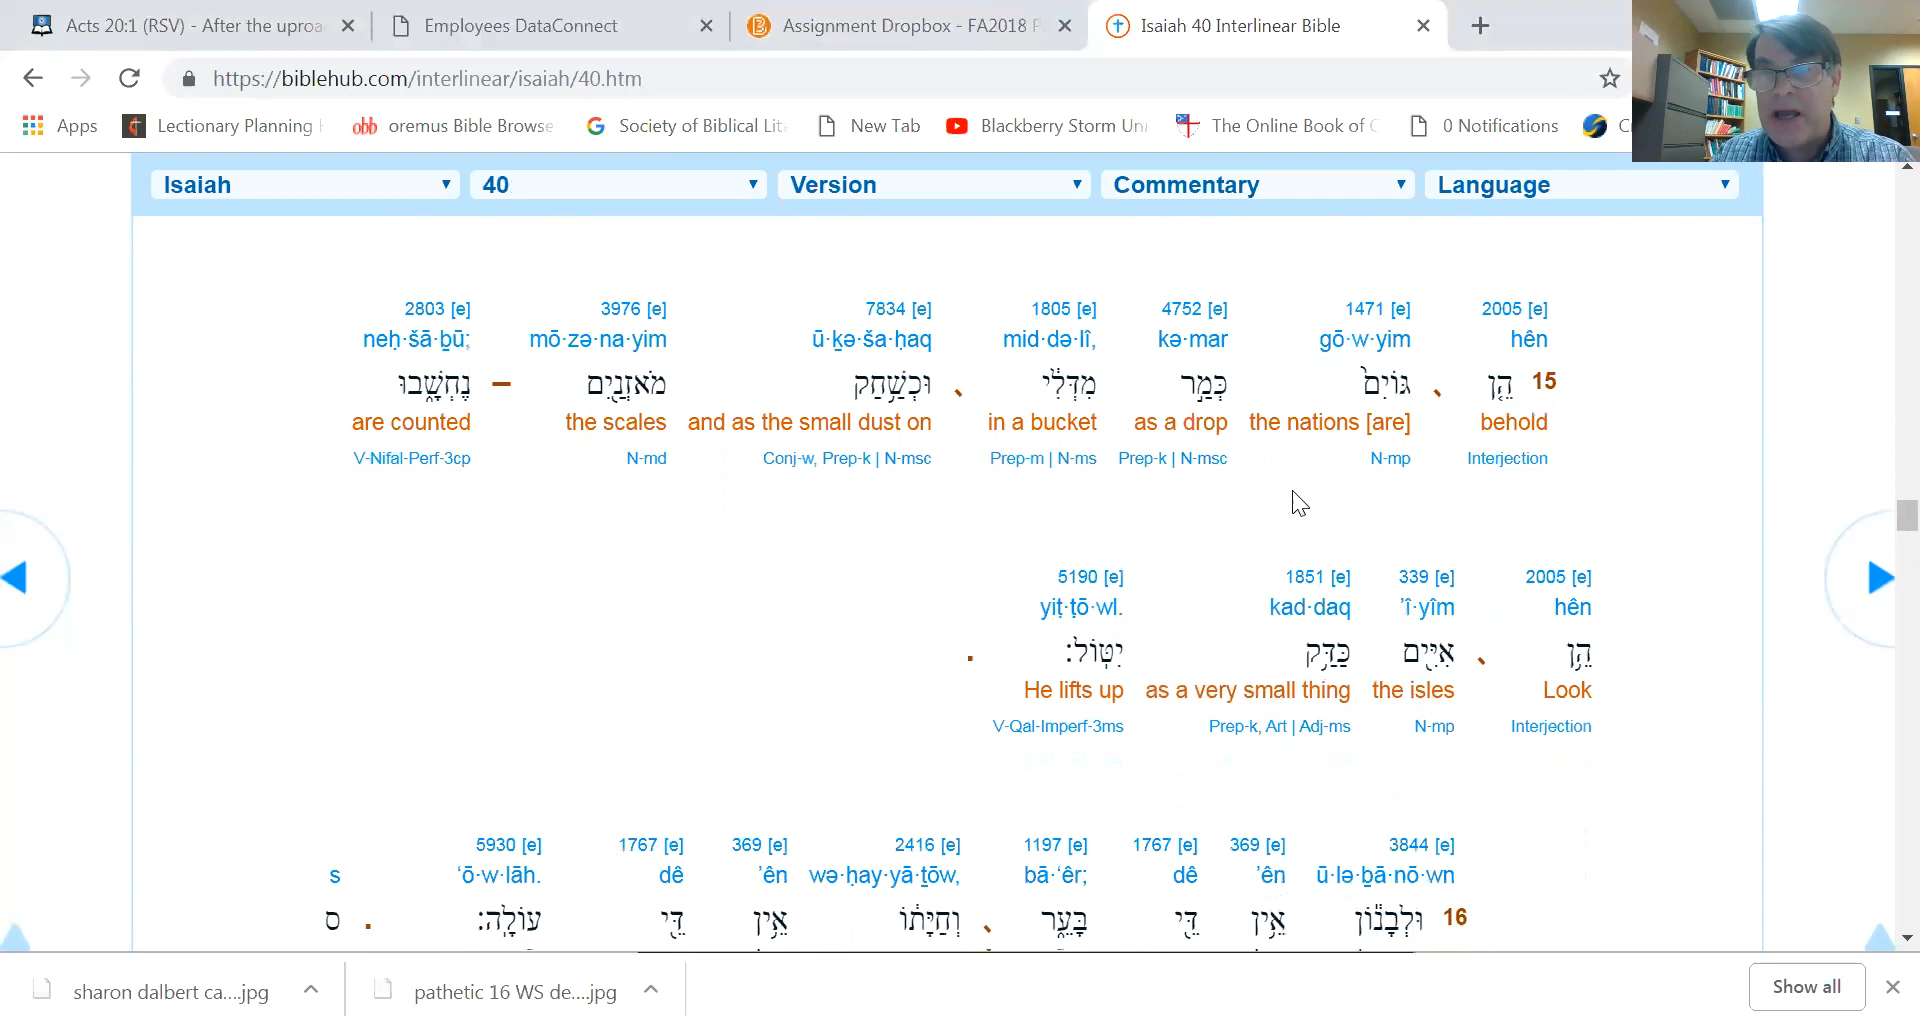 Acts 20:1 (RSV) - After the uproa
Employees DataConnect
Assignment Dropbox - FA2018 P
Isaiah 40 Interlinear Bible
https://biblehub.com/interlinear/isaiah/40.htm
Apps
Lectionary Planning
obb oremus Bible Browse
Society of Biblical Lit
New Tab
Blackberry Storm Un
The Online Book of C
0 Notifications
Isaiah 40 Version Commentary Language
2803 [e] 3976 [e] 7834 [e] 1805 [e] 4752 [e] 1471 [e] 2005 [e]
neḥ·šā·ḇū; mō·zə·na·yim ū·ḵə·ša·ḥaq mid·də·lî, kə·mar gō·w·yim hên
15 הֵ֤ן 、 גּוֹיִם֙ כְּמַ֣ר מִדְּלִ֔י 、 וּכְשַׁ֥חַק מֹאזְנַ֖יִם – נֶחְשָׁ֑בוּ
are counted the scales and as the small dust on in a bucket as a drop the nations [are] behold
V-Nifal-Perf-3cp N-md Conj-w, Prep-k | N-msc Prep-m | N-ms Prep-k | N-msc N-mp Interjection
5190 [e] 1851 [e] 339 [e] 2005 [e]
yiṭ·ṭō·wl. kad·daq ’î·yîm hên
הֵ֥ן 、 אִיִּ֖ים כַּדַּ֥ק יִטּֽוֹל׃ .
He lifts up as a very small thing the isles Look
V-Qal-Imperf-3ms Prep-k, Art | Adj-ms N-mp Interjection
5930 [e] 1767 [e] 369 [e] 2416 [e] 1197 [e] 1767 [e] 369 [e] 3844 [e]
s ‘ō·w·lāh. dê ’ên wə·ḥay·yā·ṯōw, bā·‘êr; dê ’ên ū·lə·ḇā·nō·wn
16 וּלְבָנ֕וֹן אֵ֥ין דֵּ֖י בָּעֵ֑ר 、 וְחַיָּת֔וֹ אֵ֥ין דֵּ֖י עוֹלָֽה׃ . ס
sharon dalbert ca....jpg
pathetic 16 WS de....jpg
Show all